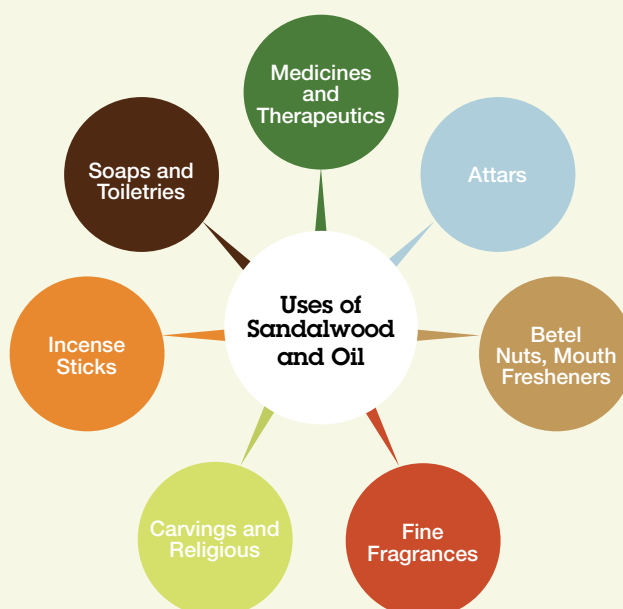 Medicines
and
Therapeutics
Soaps and
Toiletries
Attars
Uses of
Sandalwood
and Oil
Incense
Sticks
Betel
Nuts, Mouth
Fresheners
Carvings and
Religious
Fine
Fragrances